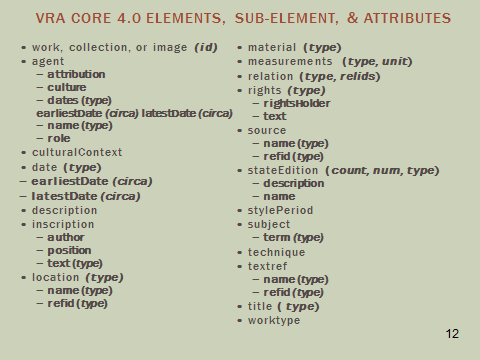 VRA CORE 4.0 ELEMENTS, SUB-ELEMENT, & ATTRIBUTES
• work, collection, or image (id)
• agent
– attribution
– culture
– dates (type)
earliestDate (circa) latestDate (circa)
– name (type)
– role
• culturalContext
• date (type)
– earliestDate (circa)
– latestDate (circa)
• description
• inscription
– author
– position
– text (type)
• location (type)
– name (type)
– refid (type)
• material (type)
• measurements (type, unit)
• relation (type, relids)
• rights (type)
– rightsHolder
– text
• source
– name (type)
– refid (type)
• stateEdition (count, num, type)
– description
– name
• stylePeriod
• subject
– term (type)
• technique
• textref
– name (type)
– refid (type)
• title ( type)
• worktype
12